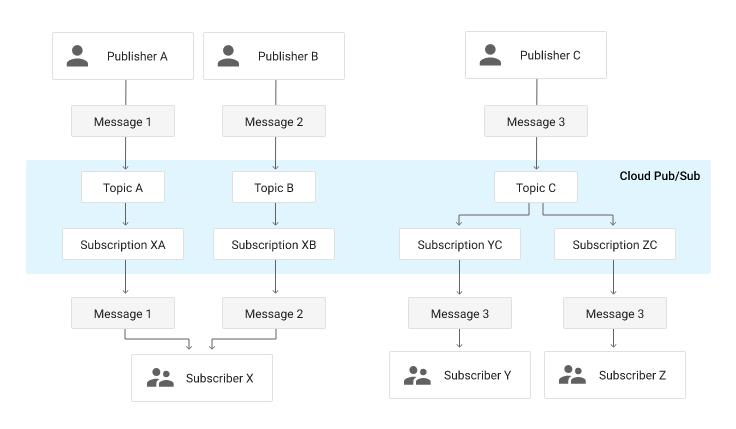 Publisher A
Publisher B
Publisher C
Message 1
Message 2
Message 3
Cloud Pub/Sub
Topic A
Topic B
Topic C
Subscription XA
Subscription XB
Subscription YC
Subscription ZC
Message 1
Message 2
Message 3
Message 3
Subscriber X
Subscriber Y
Subscriber Z